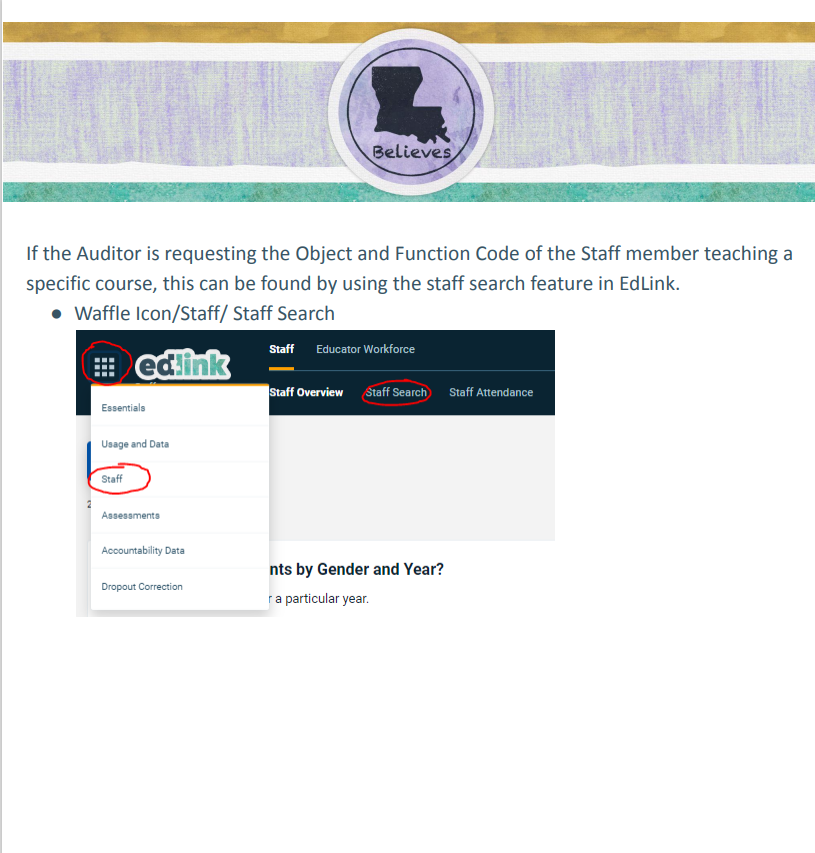 Believes
If the Auditor is requesting the Object and Function Code of the Staff member teaching a
specific course, this can be found by using the staff search feature in EdLink.
● Waffle Icon/Staff/ Staff Search
edlink
Staff Educator Workforce
Staff Overview Staff Search Staff Attendance
Essentials
Usage and Data
Staff
Assessments
Accountability Data
Dropout Correction
nts by Gender and Year?
r a particular year.